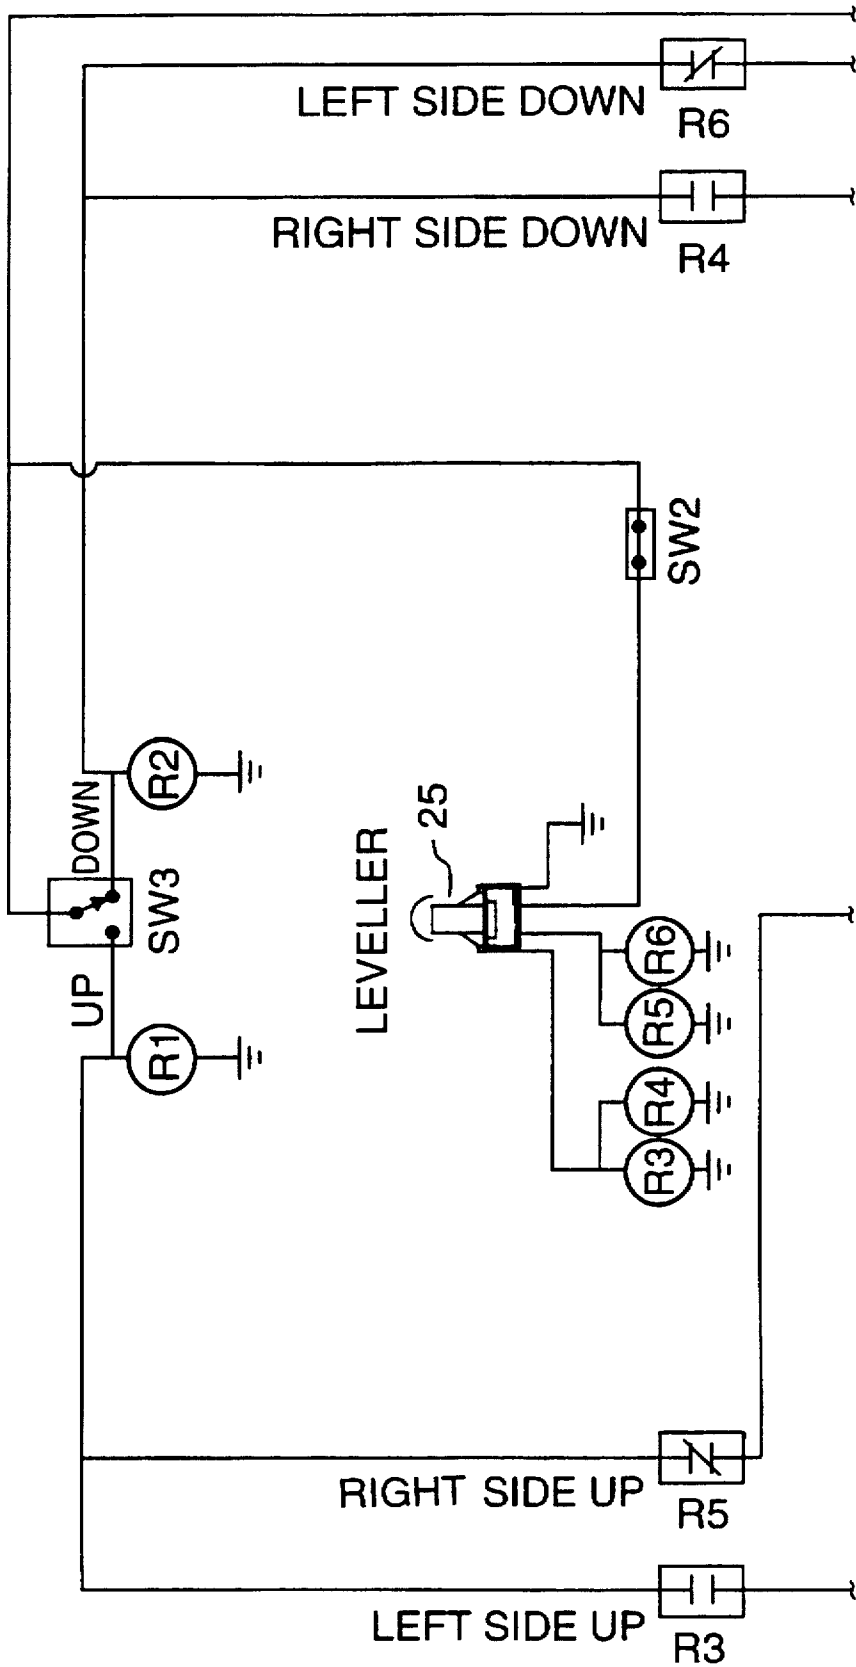 LEFT SIDE DOWN
R6
RIGHT SIDE DOWN
R4
SW2
R2
DOWN
SW3
UP
R1
LEVELLER
25
R6
R5
R4
R3
RIGHT SIDE UP
R5
LEFT SIDE UP
R3